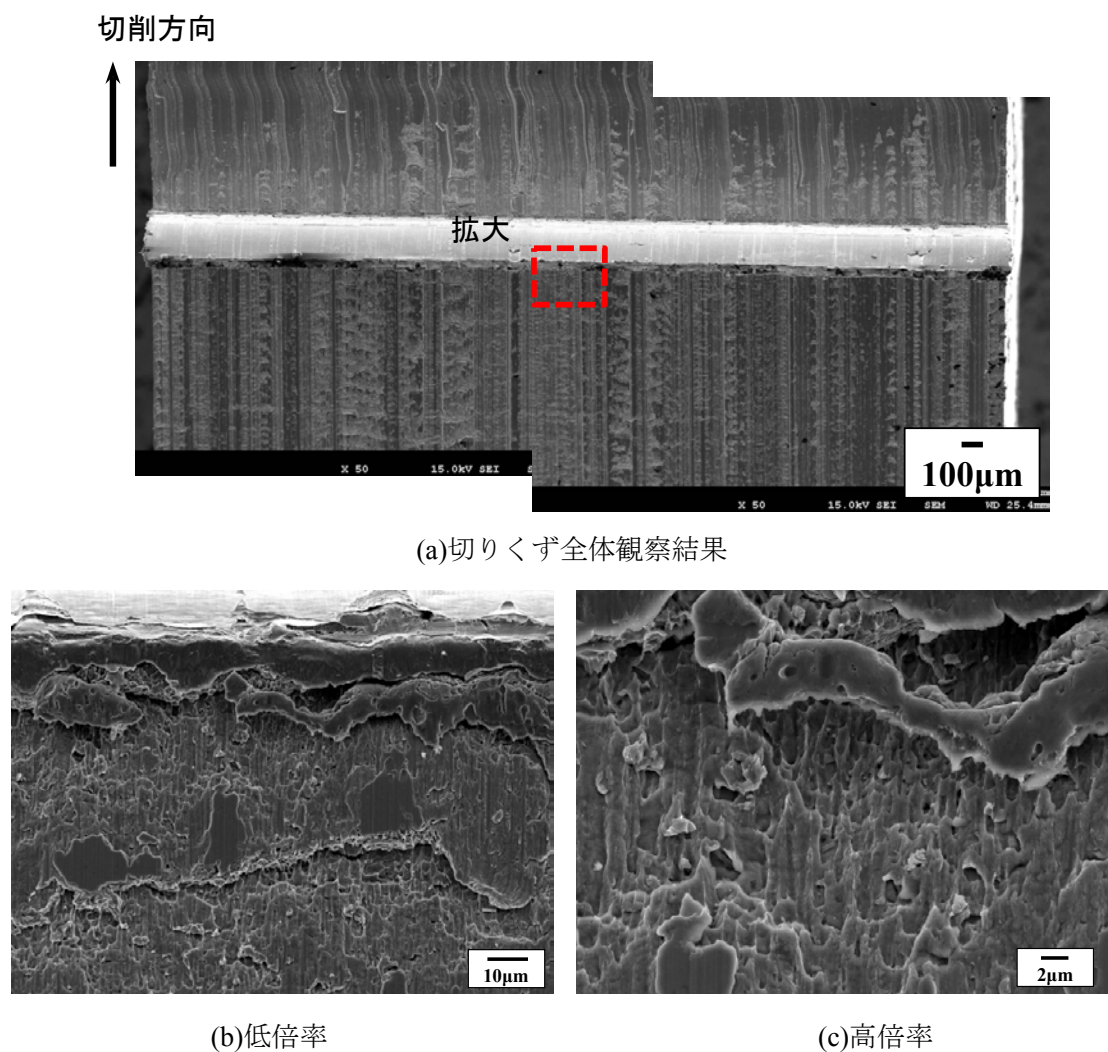 切削方向
拡大
100μm
X 50 15.0kV SEI
X 50 15.0kV SEI SEM WD 25.4mm
(a)切りくず全体観察結果
10μm
2μm
(b)低倍率
(c)高倍率